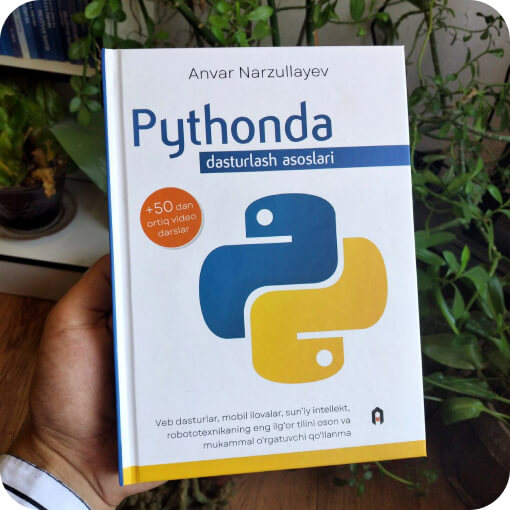 Anvar Narzullayev
Pythonda
dasturlash asoslari
+50 dan
ortiq video
darslar
Veb dasturlar, mobil ilovalar, sun'iy intellekt,
robototexnikaning eng ilg'or tilini oson va
mukammal o'rgatuvchi qo'llanma